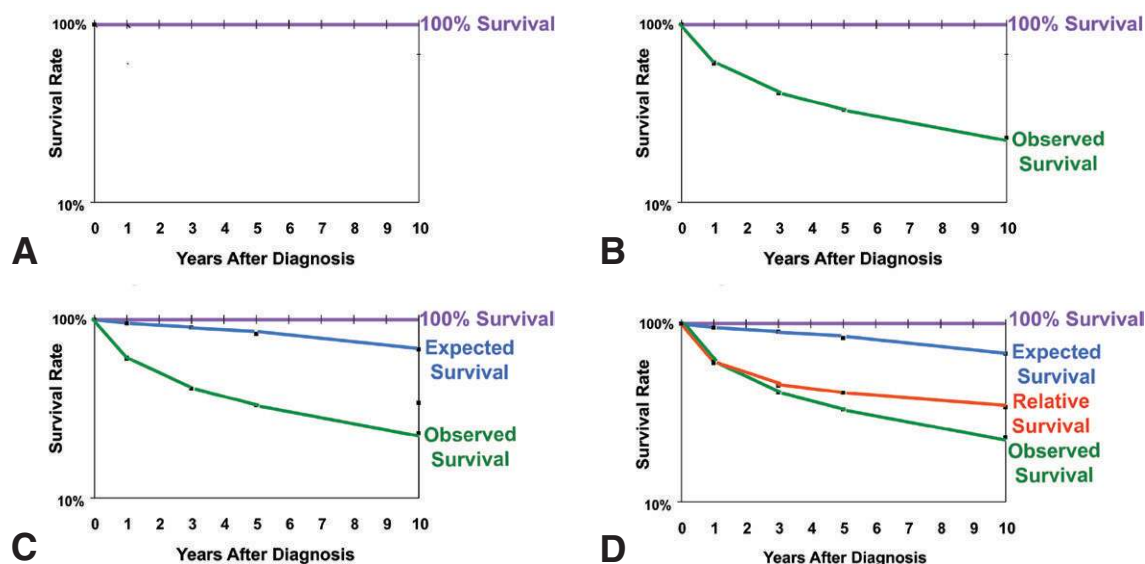 100% Survival
100%
Survival Rate
10%
0 1 2 3 4 5 6 7 8 9 10
Years After Diagnosis
A
100% Survival
100%
Survival Rate
Observed
Survival
10%
0 1 2 3 4 5 6 7 8 9 10
Years After Diagnosis
B
100% Survival
100%
Survival Rate
Expected
Survival
Observed
Survival
10%
0 1 2 3 4 5 6 7 8 9 10
Years After Diagnosis
C
100% Survival
100%
Survival Rate
Expected
Survival
Relative
Survival
Observed
Survival
10%
0 1 2 3 4 5 6 7 8 9 10
Years After Diagnosis
D